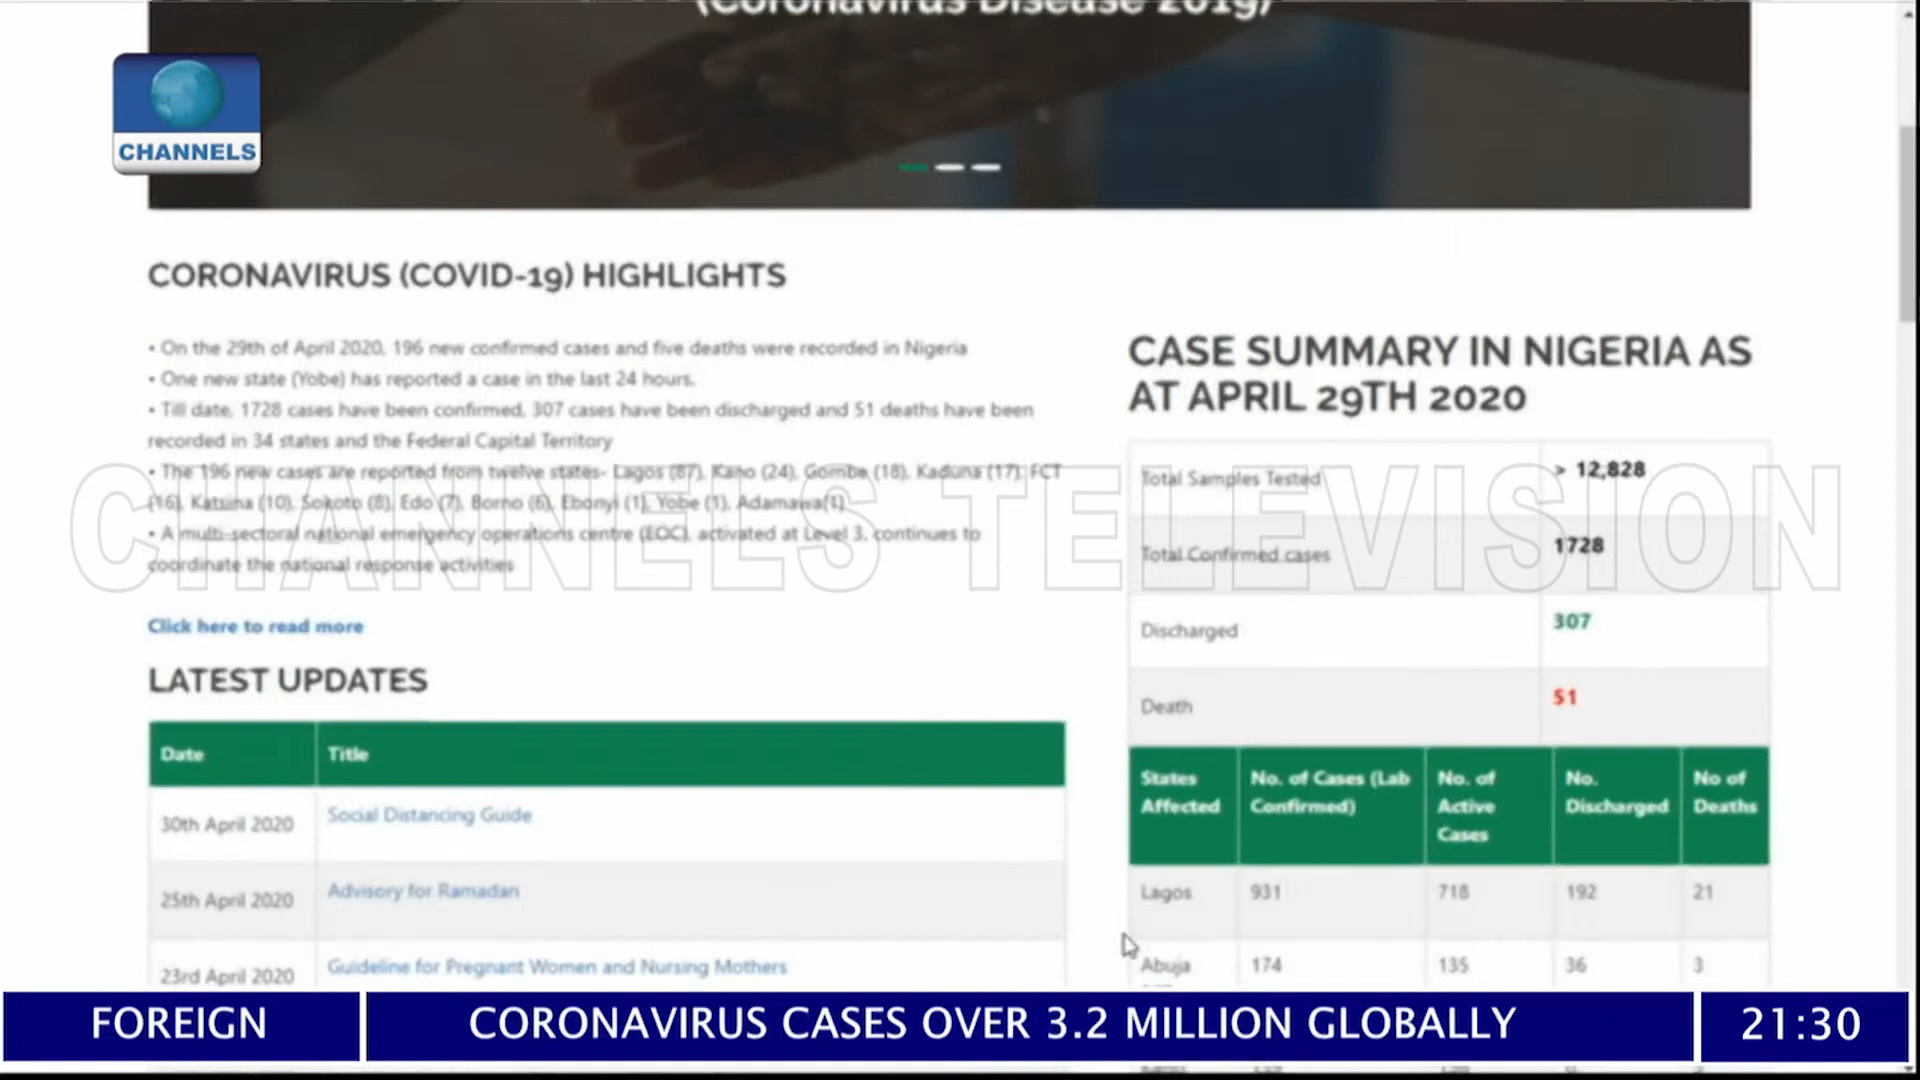 (Coronavirus Disease 2019)
CHANNELS
CORONAVIRUS (COVID-19) HIGHLIGHTS
• On the 29th of April 2020, 196 new confirmed cases and five deaths were recorded in Nigeria
• One new state (Yobe) has reported a case in the last 24 hours.
• Till date, 1728 cases have been confirmed, 307 cases have been discharged and 51 deaths have been
recorded in 34 states and the Federal Capital Territory
• The 196 new cases are reported from twelve states- Lagos (87), Kano (24), Gombe (18), Kaduna (17), FCT
(16), Katsina (10), Sokoto (8), Edo (7), Borno (6), Ebonyi (1), Yobe (1), Adamawa(1)
• A multi-sectoral national emergency operations centre (EOC), activated at Level 3, continues to
coordinate the national response activities
Click here to read more
LATEST UPDATES
Date Title
30th April 2020 Social Distancing Guide
25th April 2020 Advisory for Ramadan
23rd April 2020 Guideline for Pregnant Women and Nursing Mothers
CASE SUMMARY IN NIGERIA AS
AT APRIL 29TH 2020
Total Samples Tested > 12,828
Total Confirmed cases 1728
Discharged 307
Death 51
States
Affected
No. of Cases (Lab
Confirmed)
No. of
Active
Cases
No.
Discharged
No of
Deaths
Lagos 931 718 192 21
Abuja 174 135 36 3
CHANNELS TELEVISION
FOREIGN
CORONAVIRUS CASES OVER 3.2 MILLION GLOBALLY
21:30